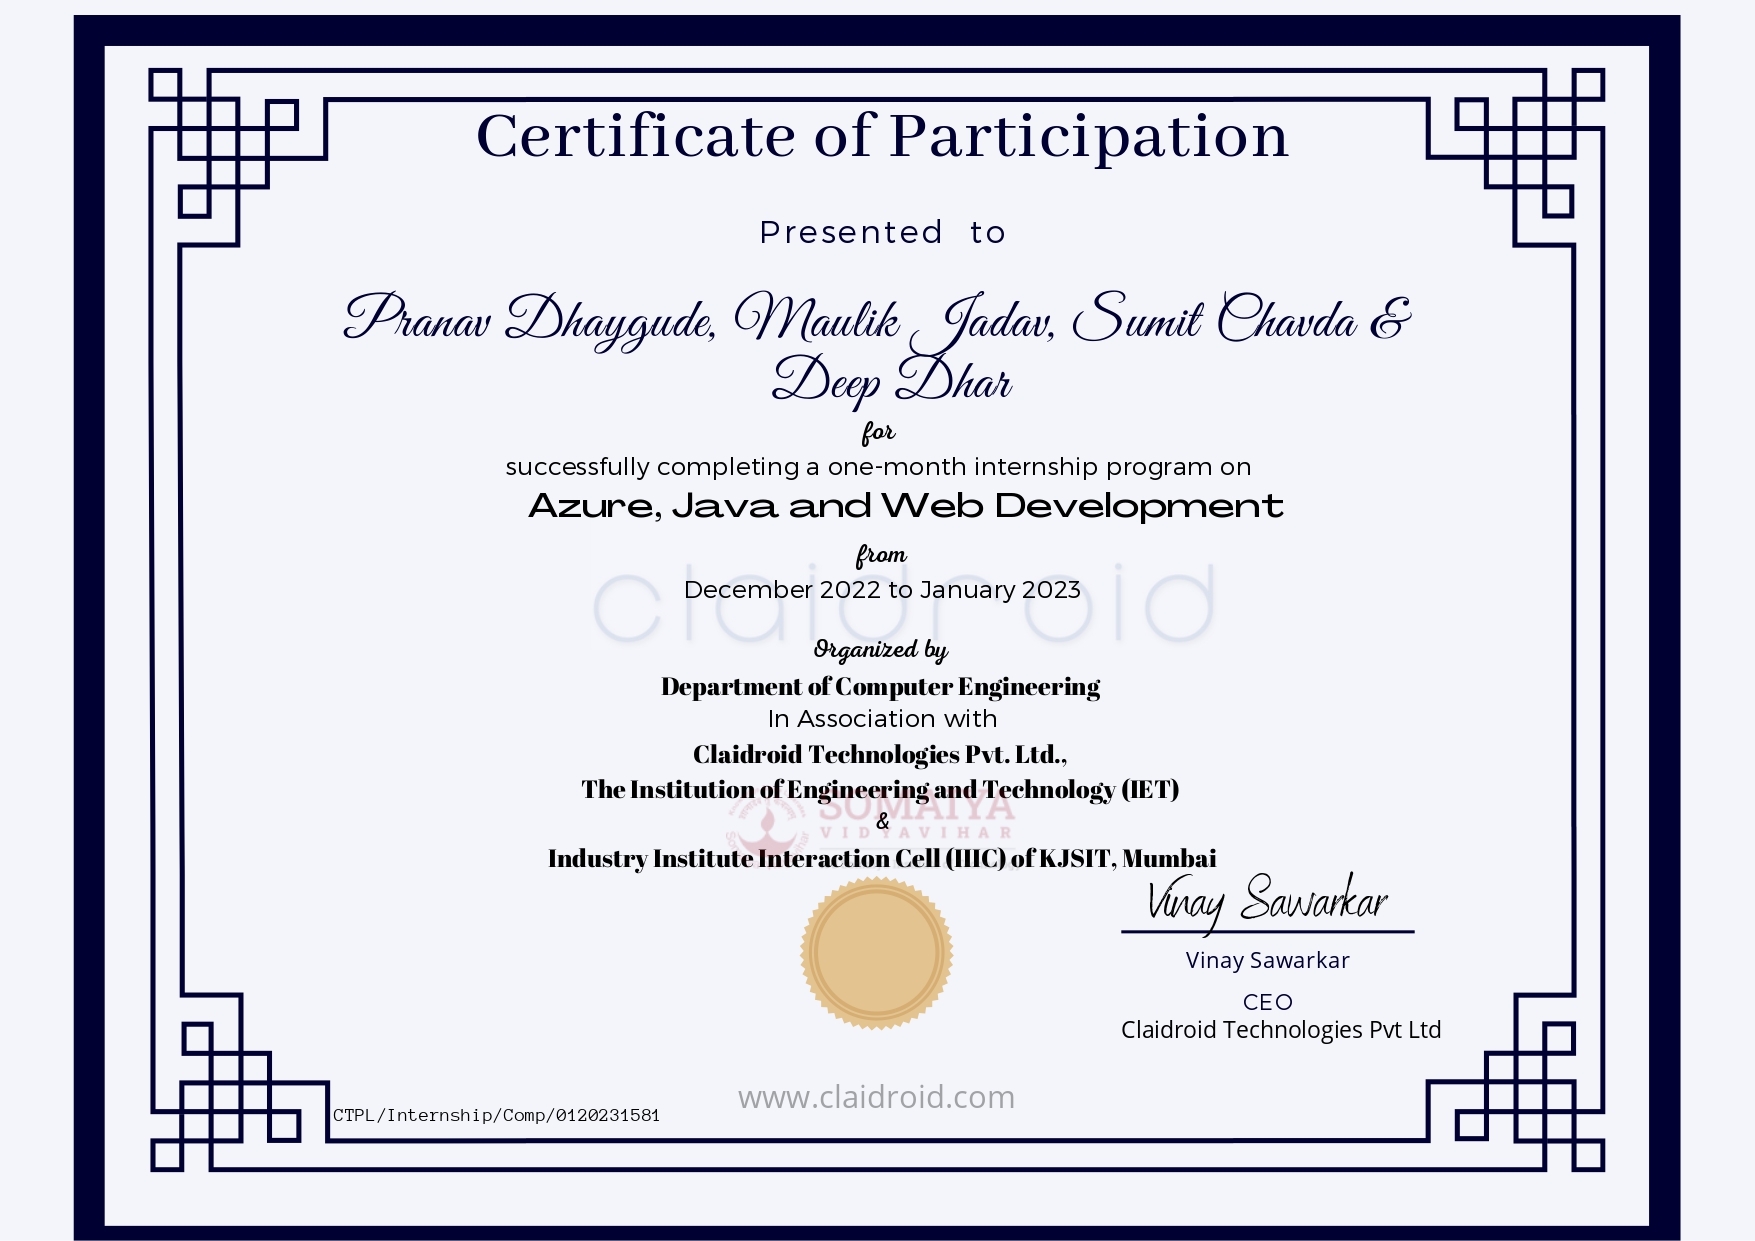 Certificate of Participation
Presented to
Pranav Dhaygude, Maulik Jadav, Sumit Chavda &
Deep Dhar
for
successfully completing a one-month internship program on
Azure, Java and Web Development
from
claidroid
December 2022 to January 2023
Organized by
Department of Computer Engineering
In Association with
Claidroid Technologies Pvt. Ltd.,
The Institution of Engineering and Technology (IET)
SOMAIYA
&
VIDYAVIHAR
Industry Institute Interaction Cell (IIIC) of KJSIT, Mumbai
Vinay Sawarkar
Vinay Sawarkar
CEO
Claidroid Technologies Pvt Ltd
www.claidroid.com
CTPL/Internship/Comp/0120231581